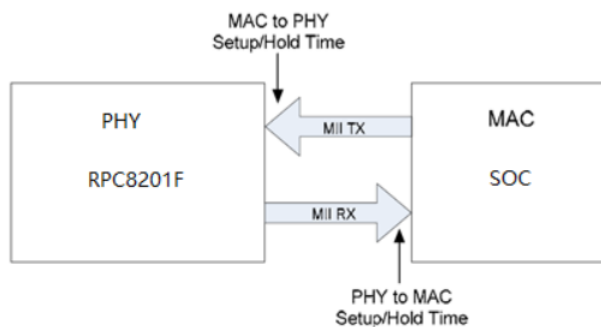 MAC to PHY
Setup/Hold Time
PHY
MII TX
MAC
RPC8201F
SOC
MII RX
PHY to MAC
Setup/Hold Time